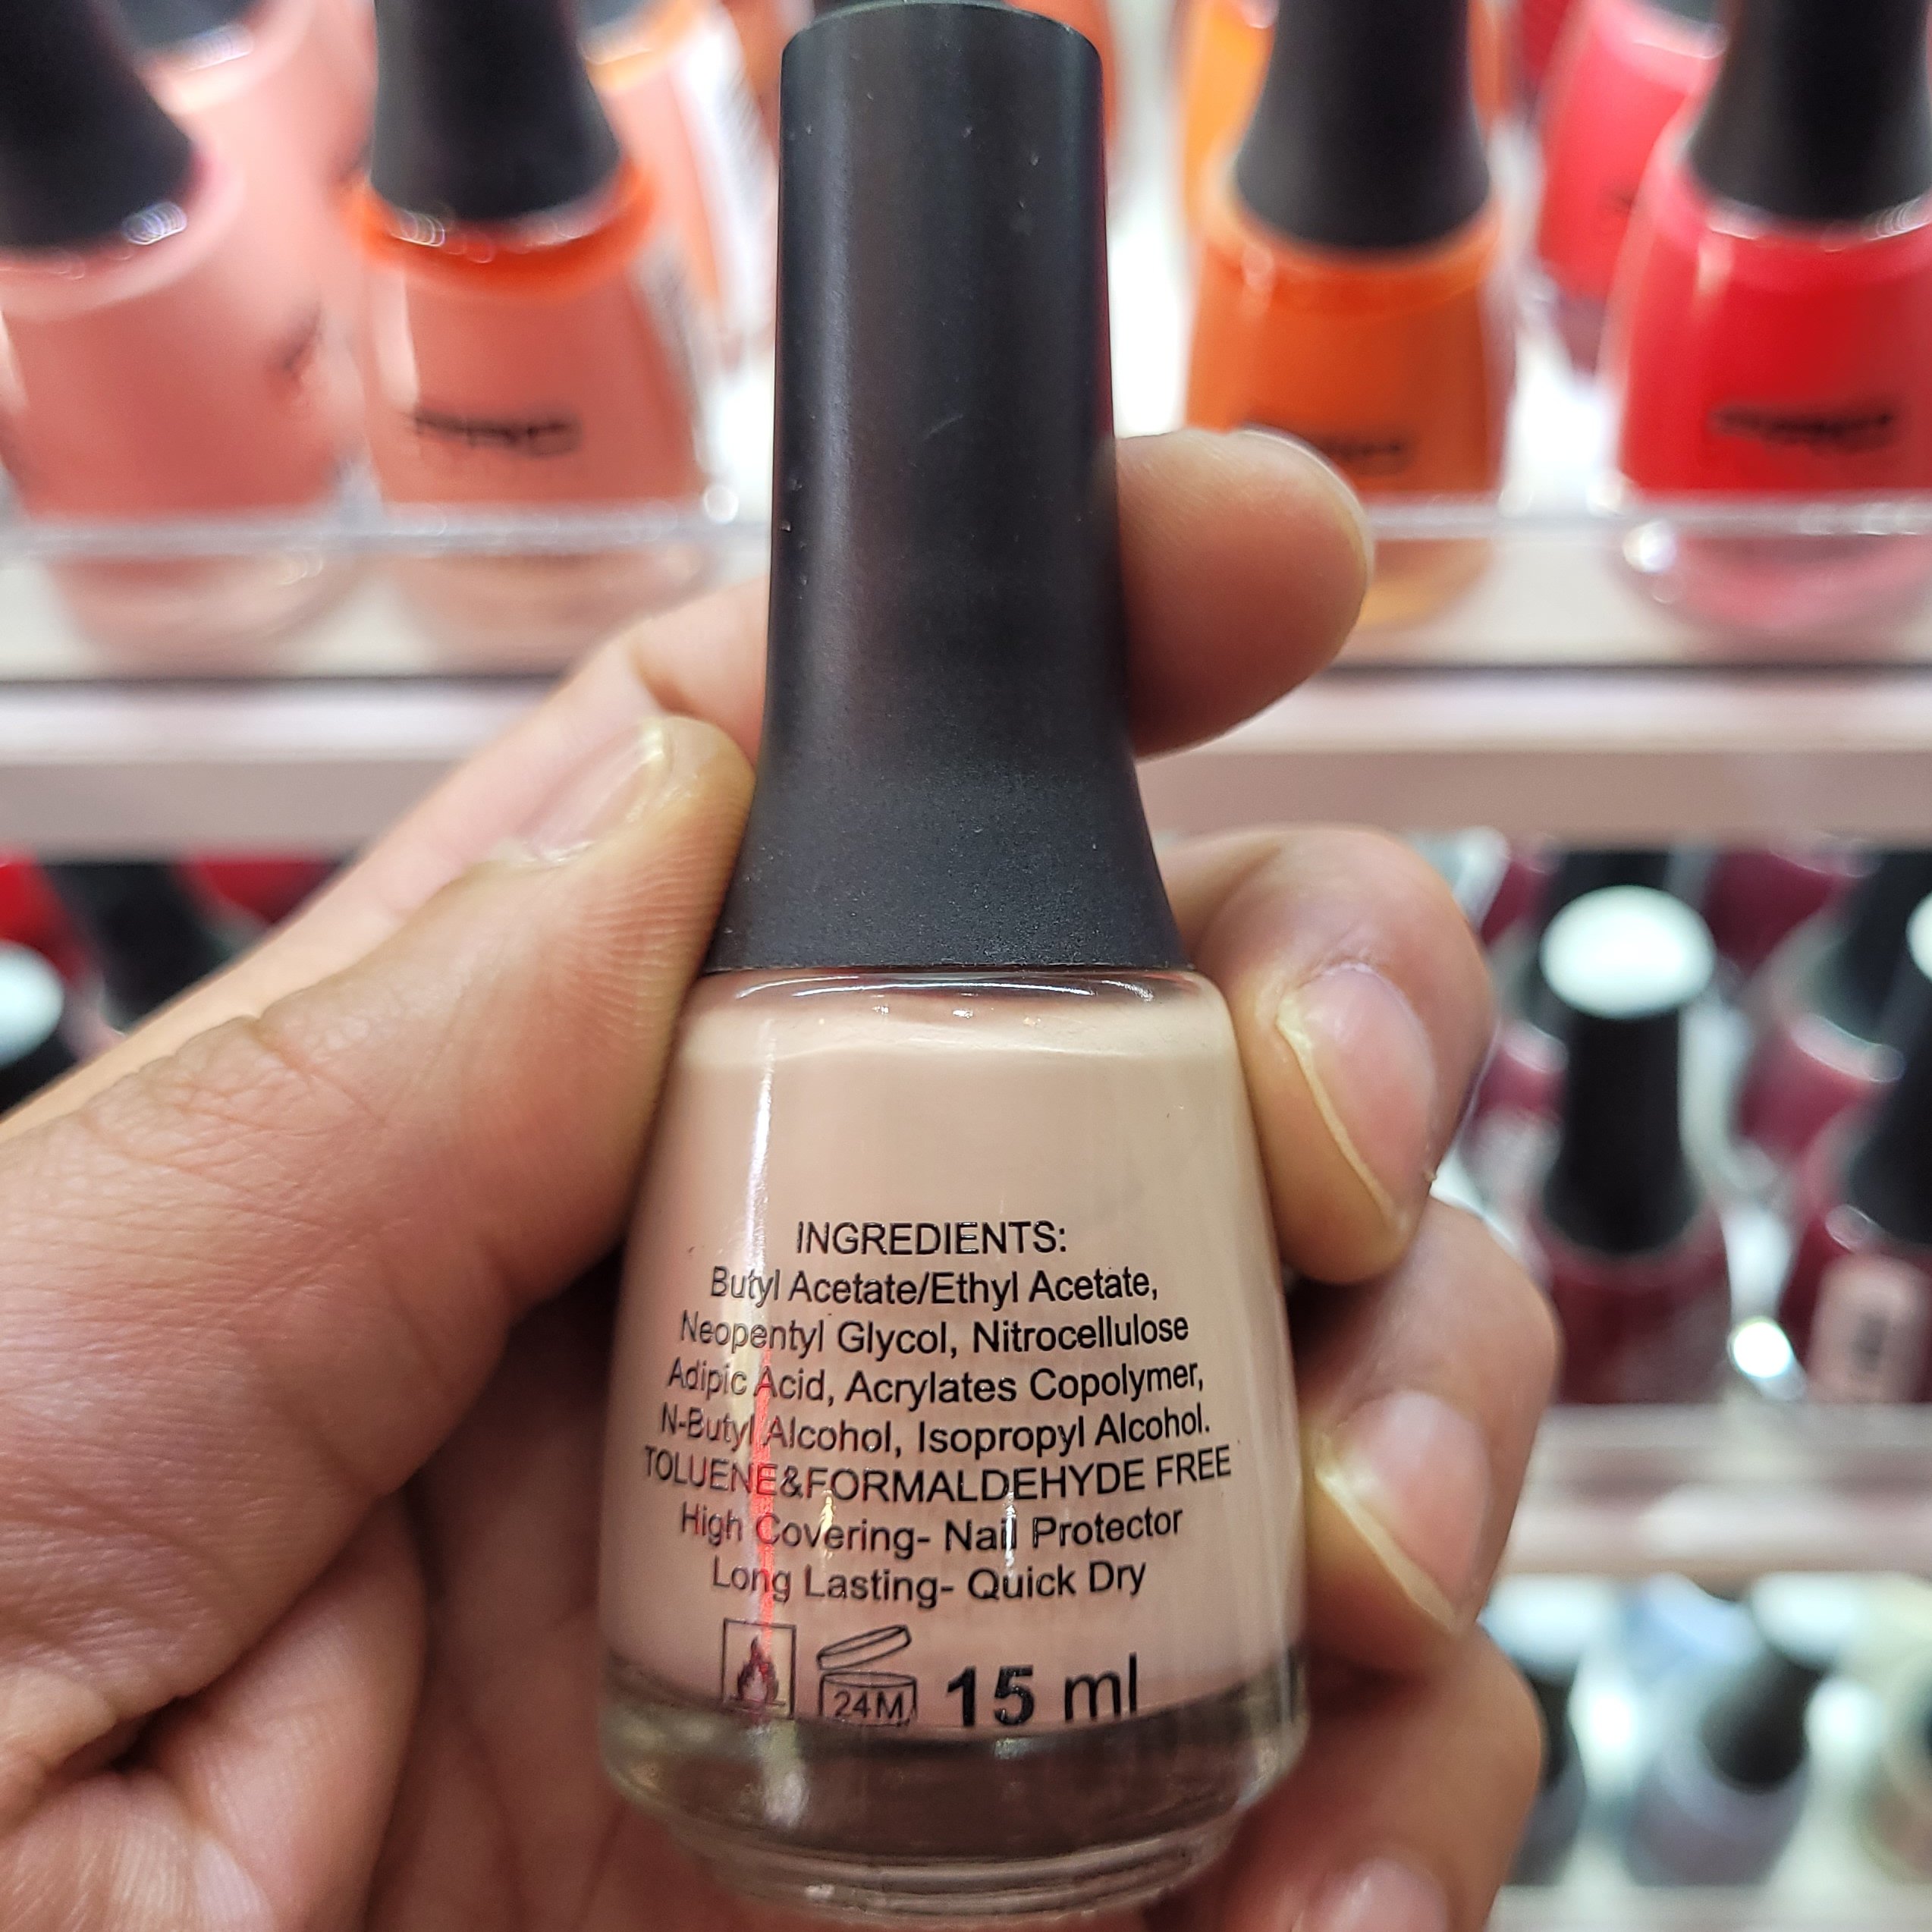 INGREDIENTS:
Butyl Acetate/Ethyl Acetate,
Neopentyl Glycol, Nitrocellulose
Adipic Acid, Acrylates Copolymer,
N-Butyl Alcohol, Isopropyl Alcohol.
TOLUENE&FORMALDEHYDE FREE
High Covering- Nail Protector
Long Lasting- Quick Dry
24M 15 ml